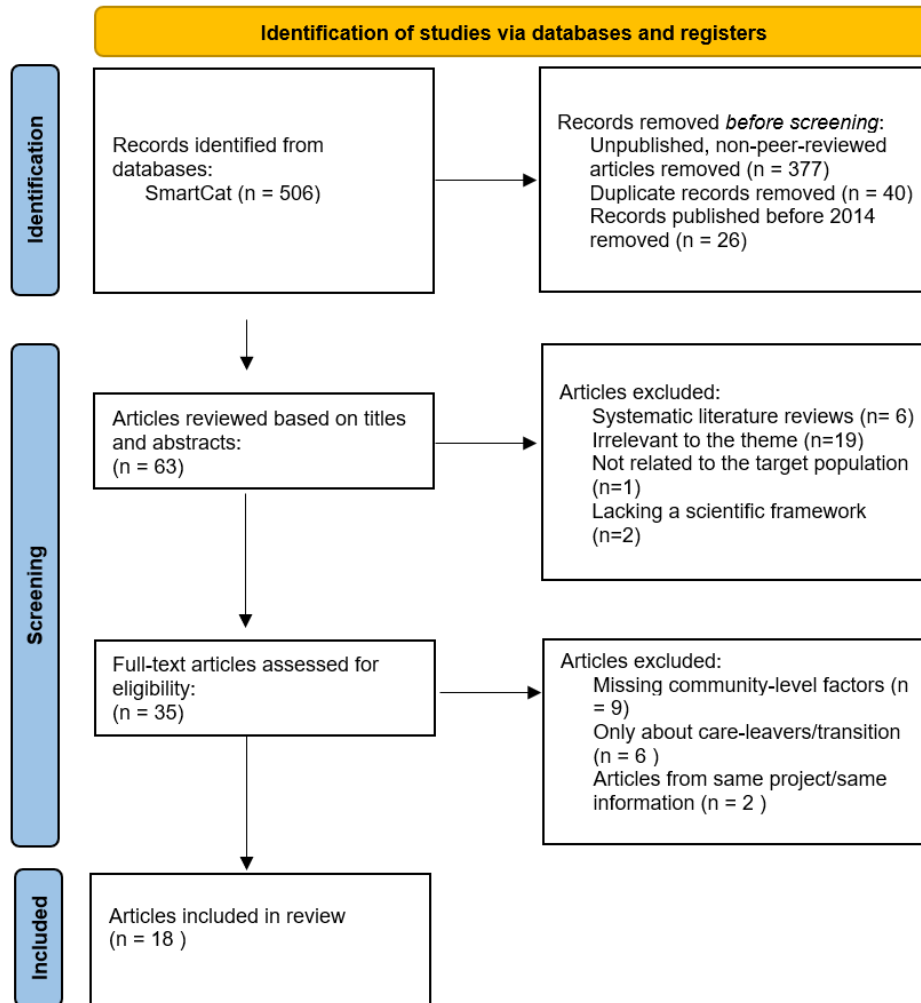 Identification of studies via databases and registers
Identification
Records identified from
databases:
SmartCat (n = 506)
Records removed before screening:
Unpublished, non-peer-reviewed
articles removed (n = 377)
Duplicate records removed (n = 40)
Records published before 2014
removed (n = 26)
Screening
Articles reviewed based on titles
and abstracts:
(n = 63)
Articles excluded:
Systematic literature reviews (n= 6)
Irrelevant to the theme (n=19)
Not related to the target population
(n=1)
Lacking a scientific framework
(n=2)
Full-text articles assessed for
eligibility:
(n = 35)
Articles excluded:
Missing community-level factors (n
= 9)
Only about care-leavers/transition
(n = 6 )
Articles from same project/same
information (n = 2 )
Included
Articles included in review
(n = 18 )